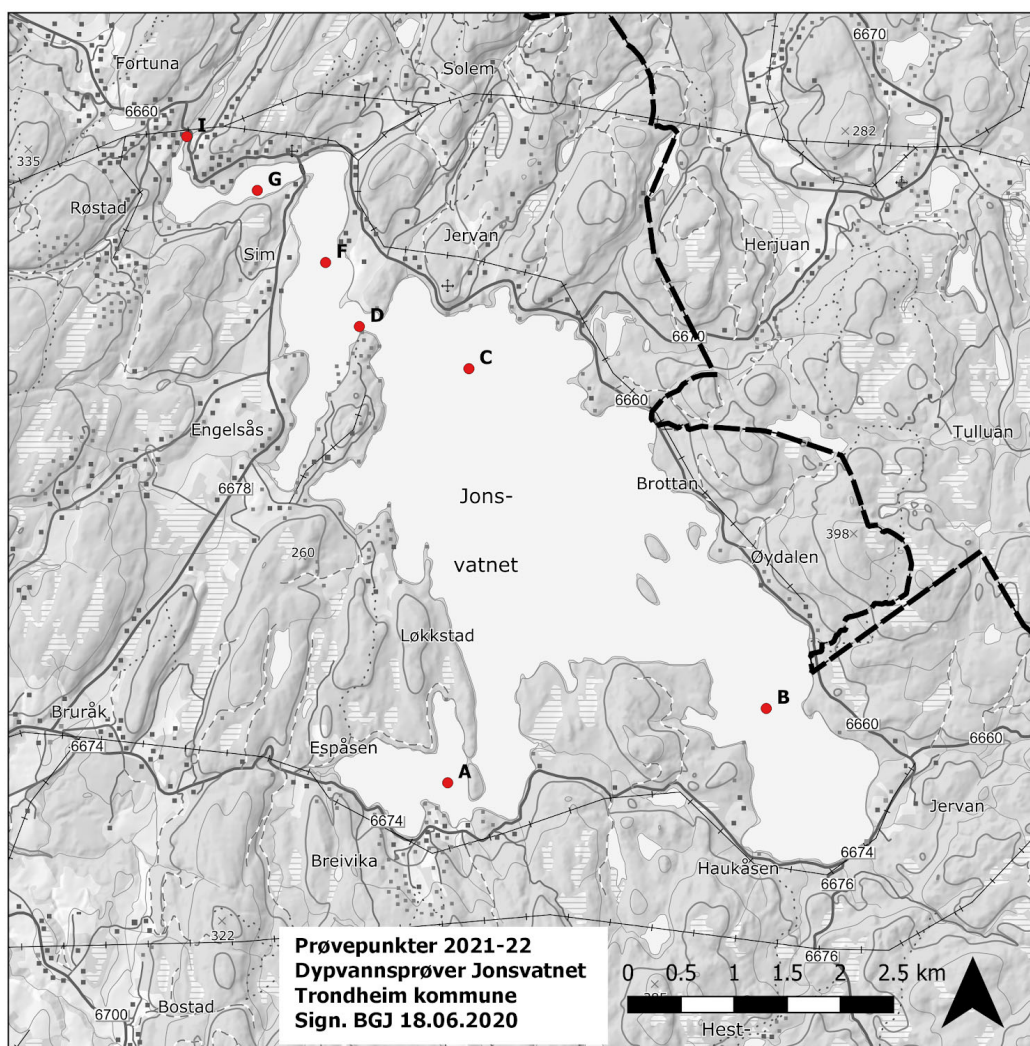 Fortuna
Solem
6670
6660
I
282
335
G
Røstad
Jervan
Herjuan
Sim
F
D
6670
C
6660
Engelsås
Tulluan
Brottan
6678
Jons-
398
260
Øydalen
vatnet
Løkkstad
B
Bruråk
6660
6674
6660
Espåsen
A
Jervan
6674
6674
Breivika
Haukåsen
6676
322
Prøvepunkter 2021-22
Dypvannsprøver Jonsvatnet
Trondheim kommune
Sign. BGJ 18.06.2020
6676
0 0.5 1 1.5 2 2.5 km
Bostad
6700
Hest-